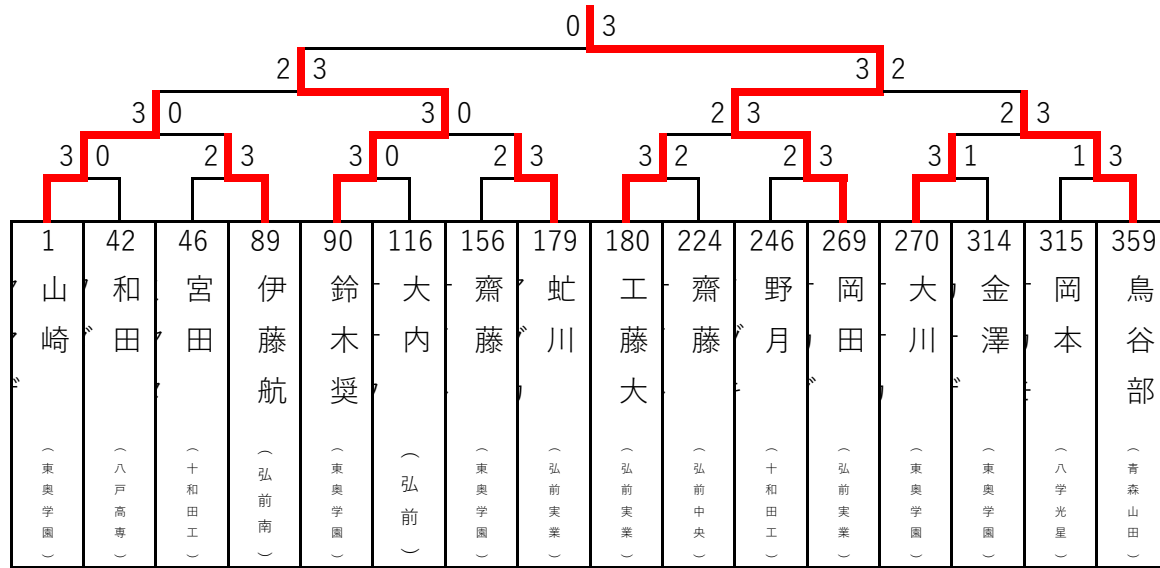 0 3
2 3 3 2
3 0 3 0 2 3 2 3
3 0 2 3 3 0 2 3 3 2 2 3 3 1 1 3
1 42 46 89 90 116 156 179 180 224 246 269 270 314 315 359
山崎
和田
宮田
伊藤航
鈴木奨
大内
齋藤
虻川
工藤大
齋藤
野月
岡田
大川
金澤
岡本
鳥谷部
(東奥学園)
(八戸高専)
(十和田工)
(弘前南)
(東奥学園)
(弘前)
(東奥学園)
(弘前実業)
(弘前実業)
(弘前中央)
(十和田工)
(弘前実業)
(東奥学園)
(東奥学園)
(八学光星)
(青森山田)